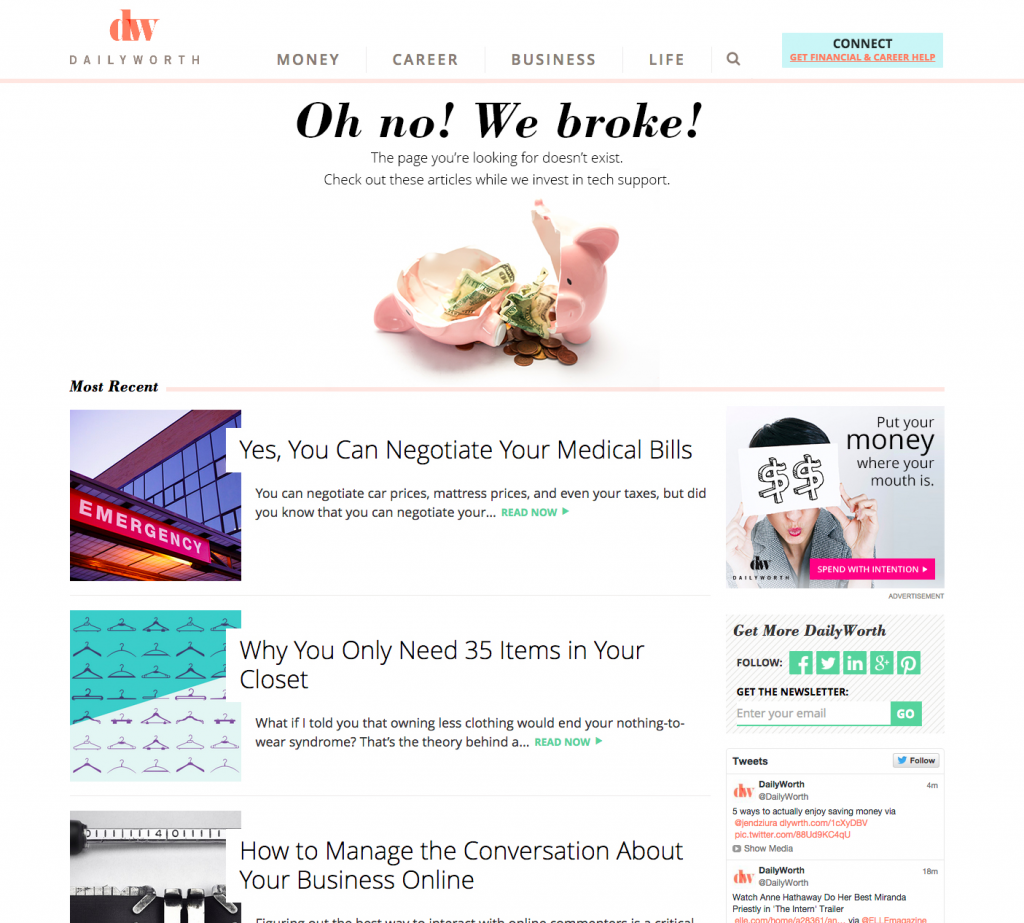 dw
DAILYWORTH
MONEY
CAREER
BUSINESS
LIFE
CONNECT
GET FINANCIAL & CAREER HELP
Oh no! We broke!
The page you're looking for doesn't exist.
Check out these articles while we invest in tech support.
Most Recent
EMERGENCY
Yes, You Can Negotiate Your Medical Bills
You can negotiate car prices, mattress prices, and even your taxes, but did
you know that you can negotiate your... READ NOW
Why You Only Need 35 Items in Your
Closet
What if I told you that owning less clothing would end your nothing-to-
wear syndrome? That's the theory behind a... READ NOW
How to Manage the Conversation About
Your Business Online
Figuring out the best way to interact with online commenters is a critical
Put your
money
where your
mouth is.
$$
dw
DAILYWORTH
SPEND WITH INTENTION
ADVERTISEMENT
Get More DailyWorth
FOLLOW:
GET THE NEWSLETTER:
Enter your email
GO
Tweets
Follow
dw
DailyWorth
4m
@DailyWorth
5 ways to actually enjoy saving money via
@jendziura dlywrth.com/1cXyDBV
pic.twitter.com/88Ud9KC4qU
Show Media
dw
DailyWorth
18m
@DailyWorth
Watch Anne Hathaway Do Her Best Miranda
Priestly in 'The Intern' Trailer
elle.com/home/a28361/an... via @ELLEmagazine